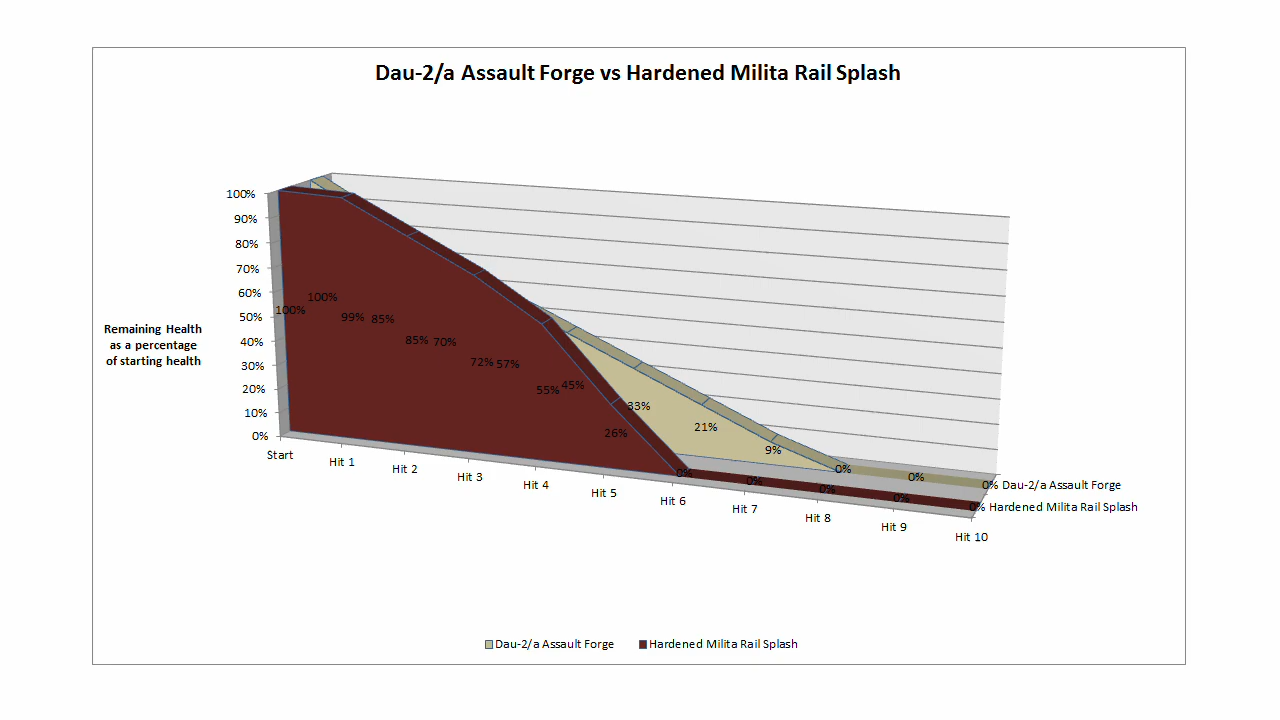 Dau-2/a Assault Forge vs Hardened Milita Rail Splash
100%
90%
80%
70%
60%
50%
40%
30%
20%
10%
0%
Remaining Health
as a percentage
of starting health
100%
100%
99%
85%
85%
70%
72%
57%
55%
45%
26%
33%
0%
21%
0%
9%
0%
0%
0%
0%
0%
0%
Start
Hit 1
Hit 2
Hit 3
Hit 4
Hit 5
Hit 6
Hit 7
Hit 8
Hit 9
Hit 10
Dau-2/a Assault Forge
Hardened Milita Rail Splash
Dau-2/a Assault Forge
Hardened Milita Rail Splash